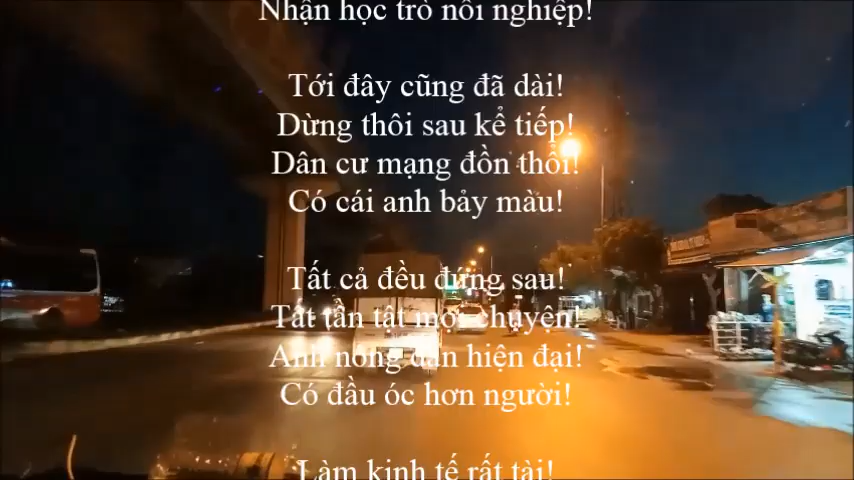 Nhận học trò nối nghiệp!
Tới đây cũng đã dài!
Dừng thôi sau kể tiếp!
Dân cư mạng đồn thổi!
Có cái anh bảy màu!
Tất cả đều đứng sau!
Tất tần tật mọi chuyện!
Anh nông dân hiện đại!
Có đầu óc hơn người!
Làm kinh tế rất tài!